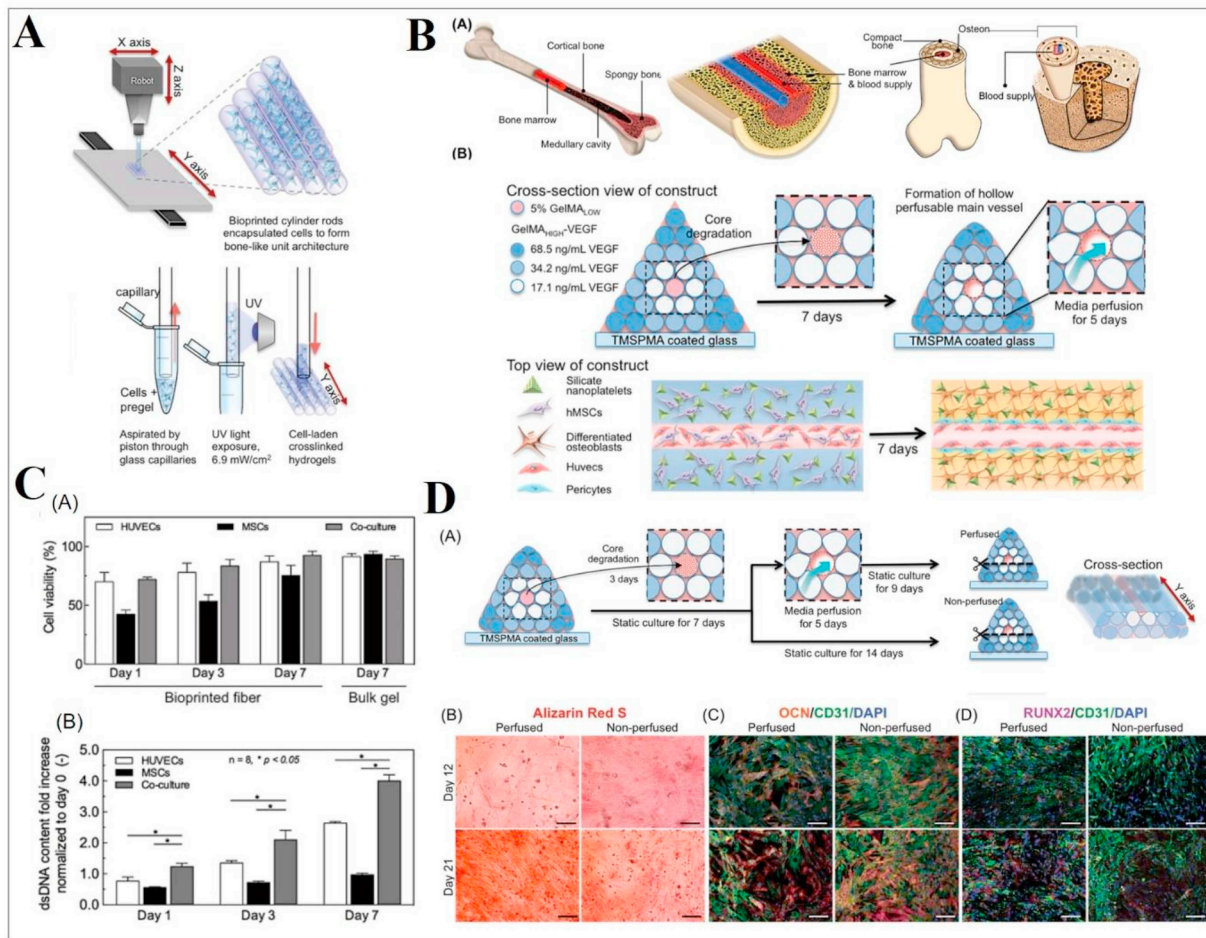 A
X axis
Z axis
Robot
Y axis
Bioprinted cylinder rods
encapsulated cells to form
bone-like unit architecture
capillary
UV
Cells +
pregel
Y axis
Aspirated by
piston through
glass capillaries
UV light
exposure,
6.9 mW/cm²
Cell-laden
crosslinked
hydrogels
B
(A)
Cortical bone
Spongy bone
Bone marrow
Medullary cavity
Bone marrow
& blood supply
Compact
bone
Osteon
Blood supply
(B)
Cross-section view of construct
5% GelMA_LOW
GelMA_HIGH-VEGF
68.5 ng/mL VEGF
34.2 ng/mL VEGF
17.1 ng/mL VEGF
Core
degradation
TMSPMA coated glass
7 days
Formation of hollow
perfusable main vessel
TMSPMA coated glass
Media perfusion
for 5 days
Top view of construct
Silicate
nanoplatelets
hMSCs
Differentiated
osteoblasts
Huvecs
Pericytes
7 days
C
(A)
HUVECs MSCs Co-culture
Cell viability (%)
100
50
0
Day 1 Day 3 Day 7 Day 7
Bioprinted fiber Bulk gel
(B)
HUVECs
MSCs
Co-culture
n = 8, * p < 0.05
* * * * * *
dsDNA content fold increase
normalized to day 0 (-)
5.0
4.0
3.0
2.0
1.0
0.0
Day 1 Day 3 Day 7
D
(A)
TMSPMA coated glass
Core
degradation
3 days
Static culture for 7 days
Media perfusion
for 5 days
Static culture
for 9 days
Static culture for 14 days
Perfused
Non-perfused
Cross-section
Y axis
(B) Alizarin Red S
Perfused Non-perfused
Day 12
Day 21
(C) OCN/CD31/DAPI
Perfused Non-perfused
(D) RUNX2/CD31/DAPI
Perfused Non-perfused